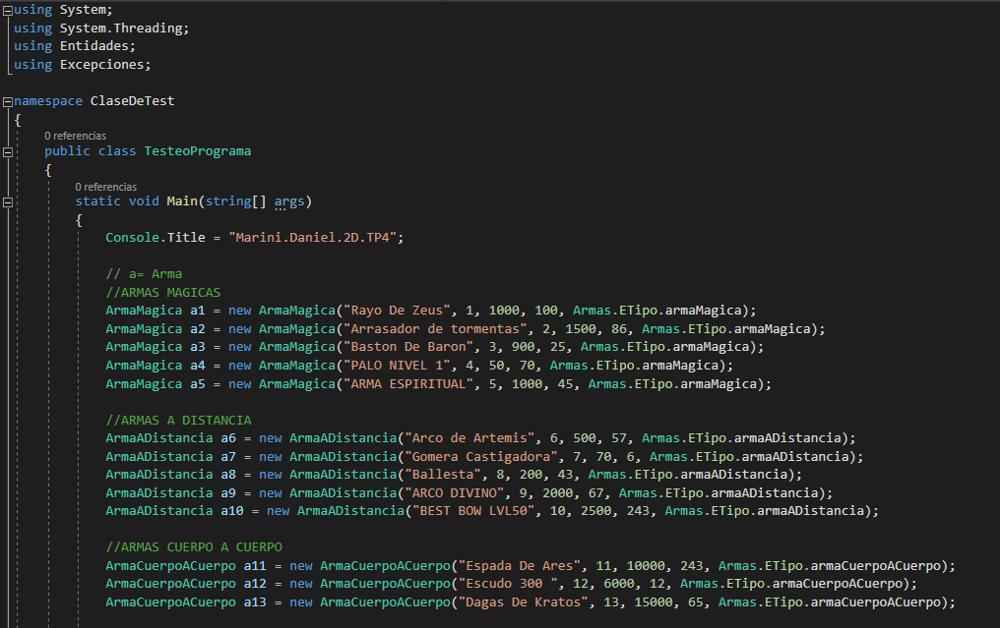 using System;
using System.Threading;
using Entidades;
using Excepciones;
namespace ClaseDeTest
{
0 referencias
public class TesteoPrograma
{
0 referencias
static void Main(string[] args)
{
Console.Title = "Marini.Daniel.2D.TP4";
// a= Arma
//ARMAS MAGICAS
ArmaMagica a1 = new ArmaMagica("Rayo De Zeus", 1, 1000, 100, Armas.ETipo.armaMagica);
ArmaMagica a2 = new ArmaMagica("Arrasador de tormentas", 2, 1500, 86, Armas.ETipo.armaMagica);
ArmaMagica a3 = new ArmaMagica("Baston De Baron", 3, 900, 25, Armas.ETipo.armaMagica);
ArmaMagica a4 = new ArmaMagica("PALO NIVEL 1", 4, 50, 70, Armas.ETipo.armaMagica);
ArmaMagica a5 = new ArmaMagica("ARMA ESPIRITUAL", 5, 1000, 45, Armas.ETipo.armaMagica);
//ARMAS A DISTANCIA
ArmaADistancia a6 = new ArmaADistancia("Arco de Artemis", 6, 500, 57, Armas.ETipo.armaADistancia);
ArmaADistancia a7 = new ArmaADistancia("Gomera Castigadora", 7, 70, 6, Armas.ETipo.armaADistancia);
ArmaADistancia a8 = new ArmaADistancia("Ballesta", 8, 200, 43, Armas.ETipo.armaADistancia);
ArmaADistancia a9 = new ArmaADistancia("ARCO DIVINO", 9, 2000, 67, Armas.ETipo.armaADistancia);
ArmaADistancia a10 = new ArmaADistancia("BEST BOW LVL50", 10, 2500, 243, Armas.ETipo.armaADistancia);
//ARMAS CUERPO A CUERPO
ArmaCuerpoACuerpo a11 = new ArmaCuerpoACuerpo("Espada De Ares", 11, 10000, 243, Armas.ETipo.armaCuerpoACuerpo);
ArmaCuerpoACuerpo a12 = new ArmaCuerpoACuerpo("Escudo 300 ", 12, 6000, 12, Armas.ETipo.armaCuerpoACuerpo);
ArmaCuerpoACuerpo a13 = new ArmaCuerpoACuerpo("Dagas De Kratos", 13, 15000, 65, Armas.ETipo.armaCuerpoACuerpo);